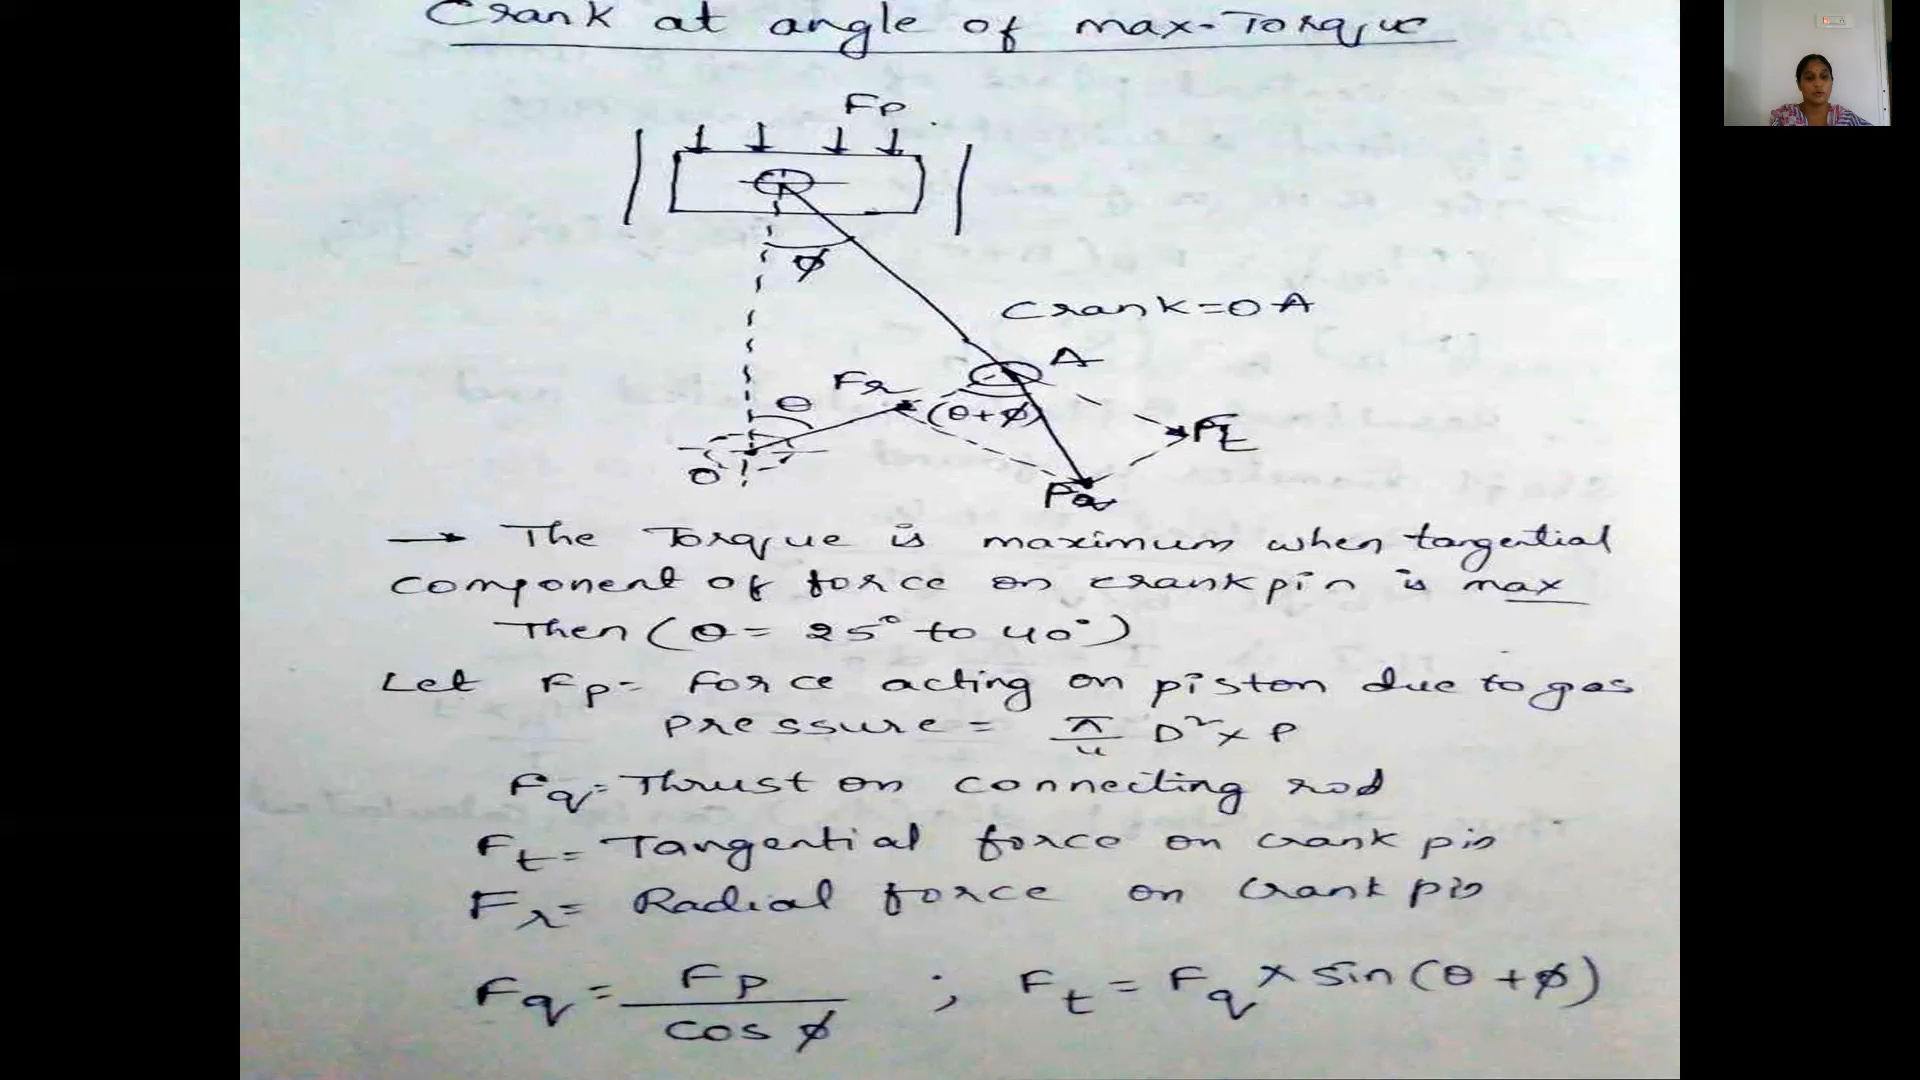 Crank at angle of max-Torque
Fp
φ
Crank=OA
A
Fr
θ
(θ+φ)
Ft
O
Fq
→ The Torque is maximum when tangential
component of force on crankpin is max
Then (θ = 25° to 40°)
Let Fp= Force acting on piston due to gas
pressure = π/4 D² x P
Fq= Thrust on connecting rod
Ft= Tangential force on crank pin
Fr= Radial force on crank pin
Fq = Fp/cos φ ; Ft = Fq x sin(θ+φ)